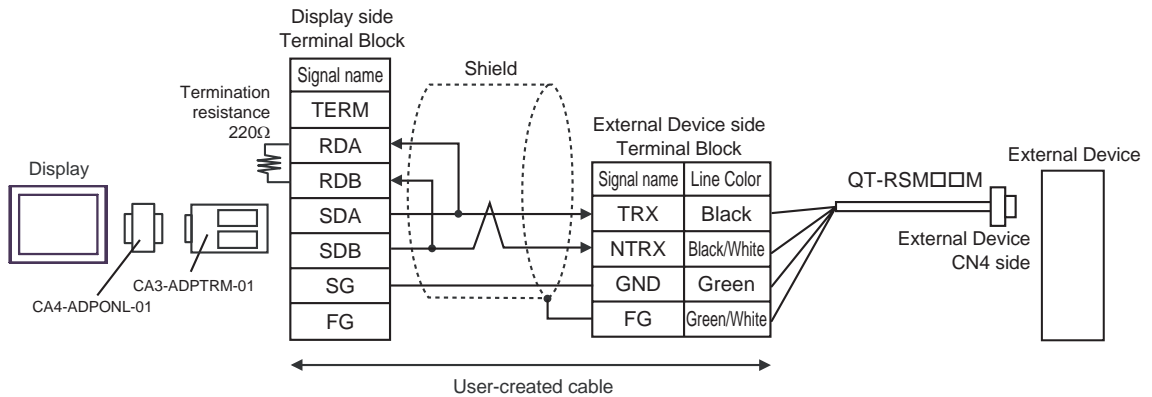 Display side
Terminal Block
Signal name
TERM
RDA
RDB
SDA
SDB
SG
FG
Termination
resistance
220Ω
Shield
Display
CA4-ADPONL-01
CA3-ADPTRM-01
External Device side
Terminal Block
Signal name Line Color
TRX Black
NTRX Black/White
GND Green
FG Green/White
QT-RSM□□M
External Device
CN4 side
External Device
User-created cable